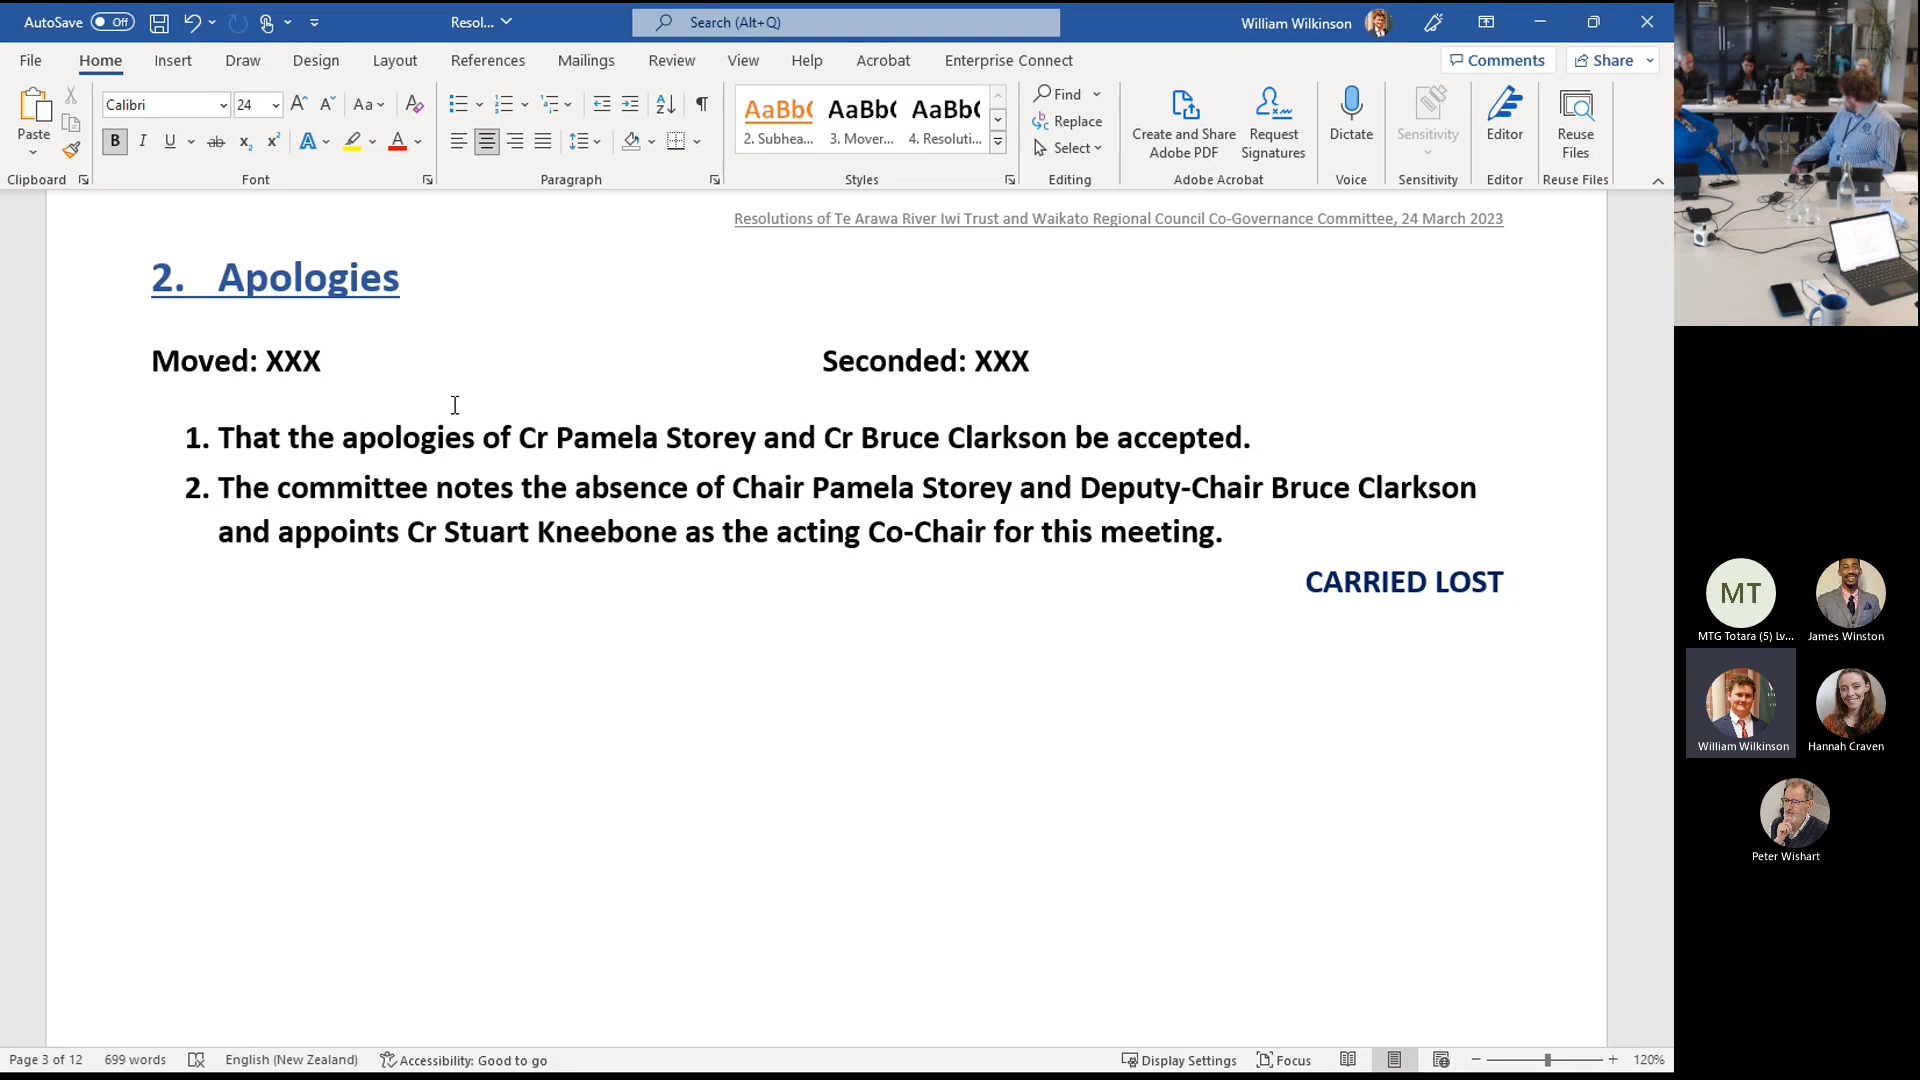 AutoSave Off Resol... Search (Alt+Q) William Wilkinson
File Home Insert Draw Design Layout References Mailings Review View Help Acrobat Enterprise Connect Comments Share
Paste Calibri 24 Aa AaBb( AaBb( AaBb( Find Replace Select
2. Subhea... 3. Mover... 4. Resoluti...
Create and Share Adobe PDF Request Signatures Dictate Sensitivity Editor Reuse Files
Clipboard Font Paragraph Styles Editing Adobe Acrobat Voice Sensitivity Editor Reuse Files
Resolutions of Te Arawa River Iwi Trust and Waikato Regional Council Co-Governance Committee, 24 March 2023
2. Apologies
Moved: XXX Seconded: XXX
1. That the apologies of Cr Pamela Storey and Cr Bruce Clarkson be accepted.
2. The committee notes the absence of Chair Pamela Storey and Deputy-Chair Bruce Clarkson
and appoints Cr Stuart Kneebone as the acting Co-Chair for this meeting.
CARRIED LOST
MT
MTG Totara (5) Lv... James Winston
William Wilkinson Hannah Craven
Peter Wishart
Page 3 of 12 699 words English (New Zealand) Accessibility: Good to go Display Settings Focus 120%